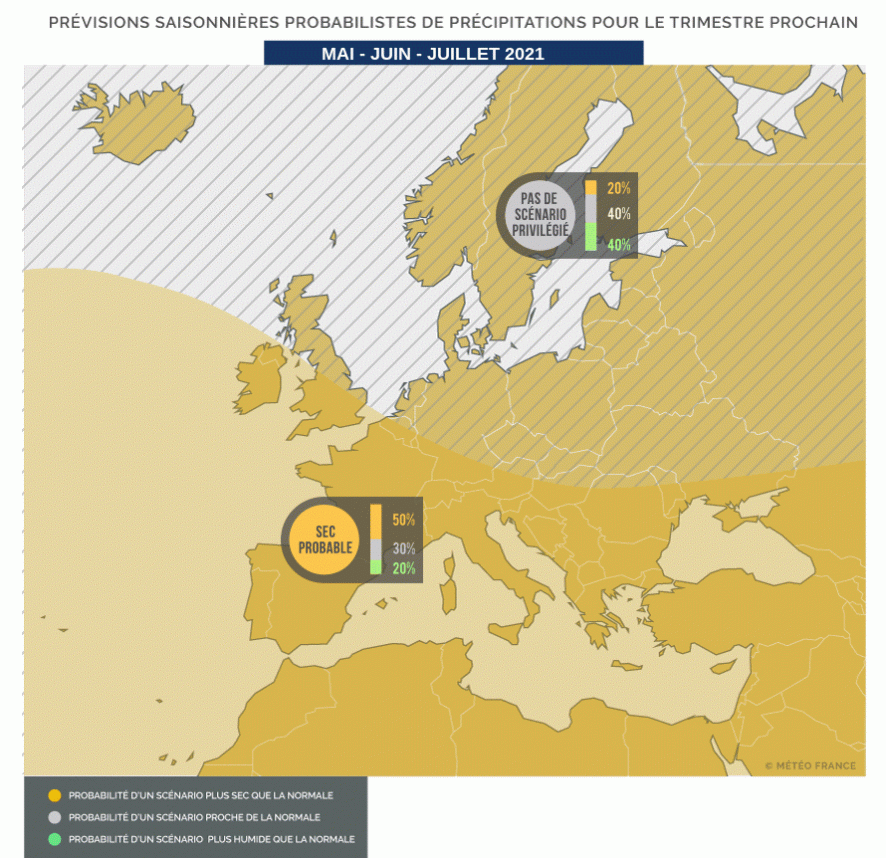 PRÉVISIONS SAISONNIÈRES PROBABILISTES DE PRÉCIPITATIONS POUR LE TRIMESTRE PROCHAIN
MAI - JUIN - JUILLET 2021
PAS DE
SCÉNARIO
PRIVILÉGIÉ
20%
40%
40%
SEC
PROBABLE
50%
30%
20%
© MÉTÉO FRANCE
PROBABILITÉ D'UN SCÉNARIO PLUS SEC QUE LA NORMALE
PROBABILITÉ D'UN SCÉNARIO PROCHE DE LA NORMALE
PROBABILITÉ D'UN SCÉNARIO PLUS HUMIDE QUE LA NORMALE